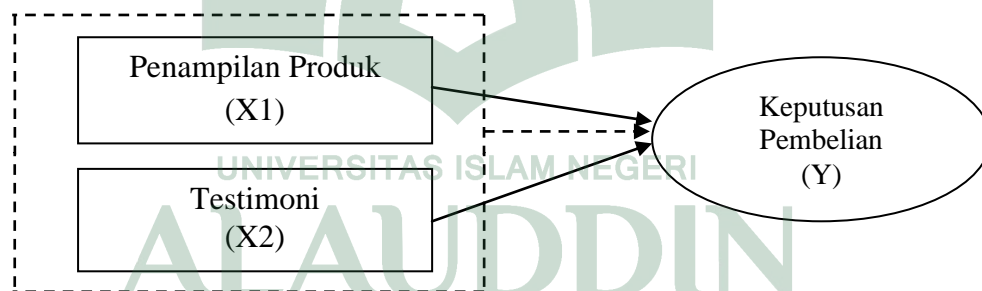 Penampilan Produk
(X1)
Keputusan
Pembelian
(Y)
UNIVERSITAS ISLAM NEGERI
Testimoni
(X2)
ALAUDDIN